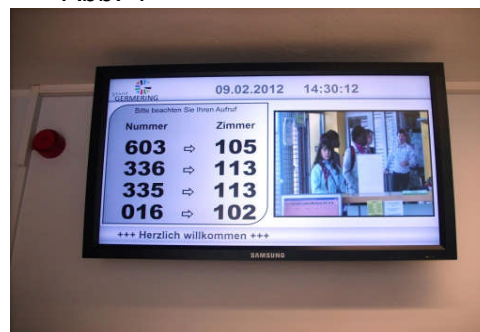 GERMERING
09.02.2012 14:30:12
Bitte beachten Sie Ihren Aufruf
Nummer Zimmer
603 ⇨ 105
336 ⇨ 113
335 ⇨ 113
016 ⇨ 102
+++ Herzlich willkommen +++
SAMSUNG